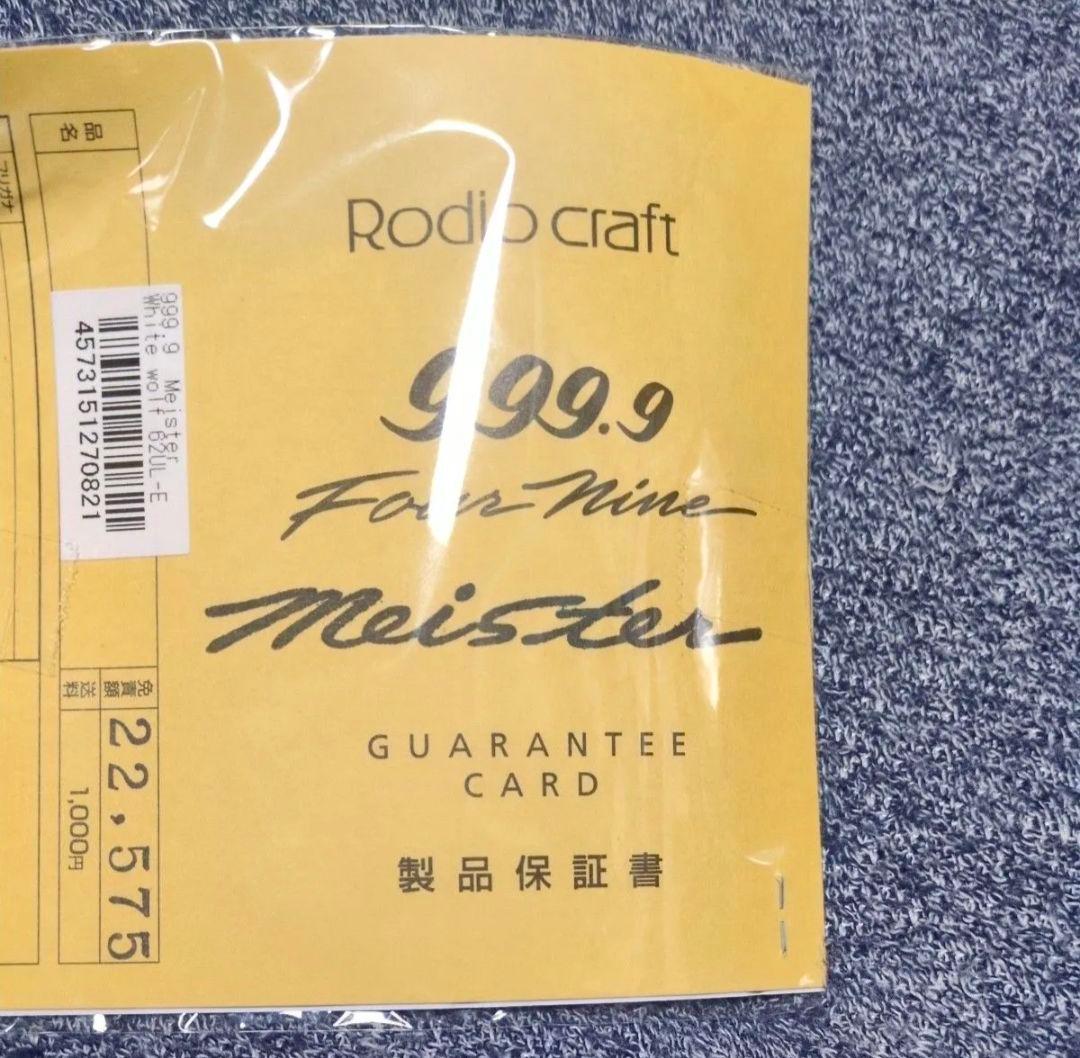 Rodio craft
999.9
Four-Nine
Meister
GUARANTEE
CARD
製品保証書
品名
フリガナ
999.9 Meister
White wolf 62UL-E
4573151270821
免責額
22,575
送料
1,000円